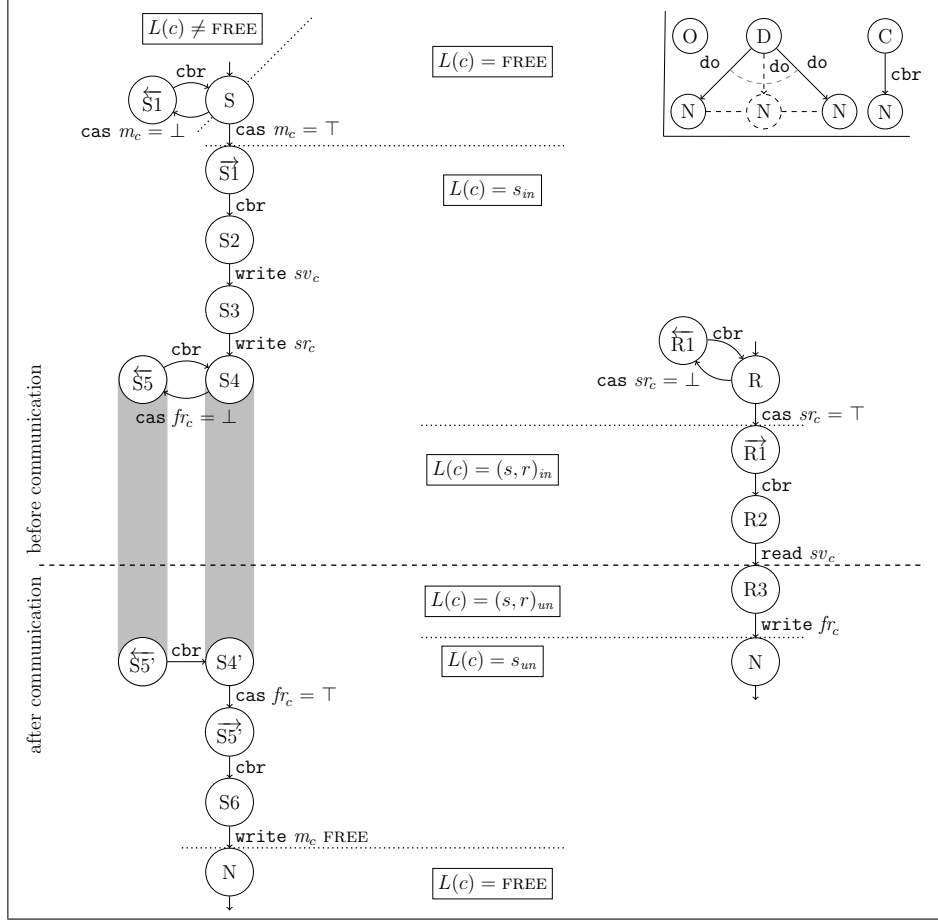 L(c) ≠ FREE
L(c) = FREE
O D C
do do do cbr
N N N N
cbr
←S1 S
cas m_c = ⊥ cas m_c = ⊤
→S1
L(c) = s_in
cbr
S2
write sv_c
S3
write sr_c
cbr
←S5 S4
cas fr_c = ⊥
←R1 cbr
R
cas sr_c = ⊥
cas sr_c = ⊤
→R1
L(c) = (s, r)_in
cbr
R2
read sv_c
before communication
after communication
L(c) = (s, r)_un
R3
write fr_c
L(c) = s_un
N
←S5' cbr S4'
cas fr_c = ⊤
→S5'
cbr
S6
write m_c FREE
N
L(c) = FREE